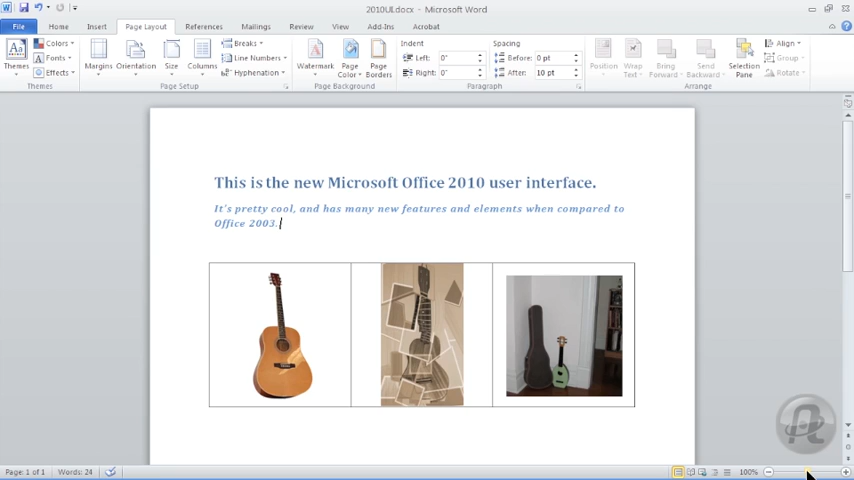 2010UI.docx - Microsoft Word
File Home Insert Page Layout References Mailings Review View Add-Ins Acrobat
Themes
Colors
Fonts
Effects
Themes
Margins Orientation Size Columns
Breaks
Line Numbers
Hyphenation
Page Setup
Watermark Page Color Page Borders
Page Background
Indent
Left: 0"
Right: 0"
Spacing
Before: 0 pt
After: 10 pt
Paragraph
Position Wrap Text Bring Forward Send Backward Selection Pane
Align
Group
Rotate
Arrange
This is the new Microsoft Office 2010 user interface.
It's pretty cool, and has many new features and elements when compared to
Office 2003.
Page: 1 of 1 Words: 24 100%